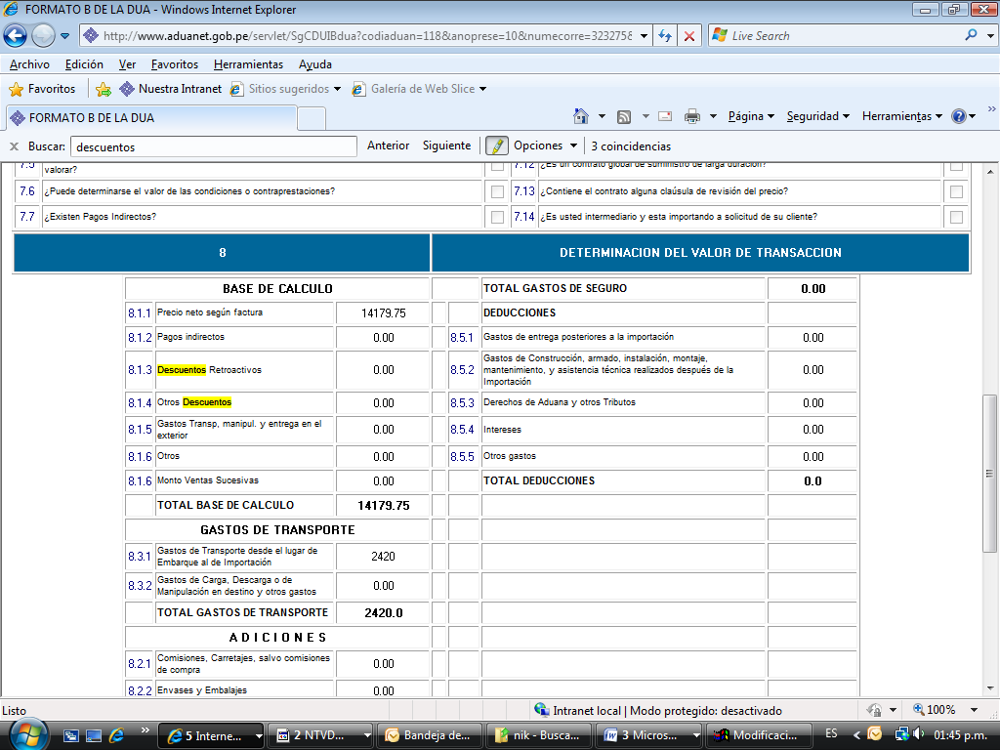 FORMATO B DE LA DUA - Windows Internet Explorer
http://www.aduanet.gob.pe/servlet/SgCDUIBdua?codiaduan=118&anoprese=10&numecorre=3232758
Live Search
Archivo Edición Ver Favoritos Herramientas Ayuda
Favoritos Nuestra Intranet Sitios sugeridos Galería de Web Slice
FORMATO B DE LA DUA
Página Seguridad Herramientas
Buscar: descuentos Anterior Siguiente Opciones 3 coincidencias
7.5 valorar? 7.12 ¿Es un contrato global de suministro de larga duración?
7.6 ¿Puede determinarse el valor de las condiciones o contraprestaciones? 7.13 ¿Contiene el contrato alguna claúsula de revisión del precio?
7.7 ¿Existen Pagos Indirectos? 7.14 ¿Es usted intermediario y esta importando a solicitud de su cliente?
8 DETERMINACION DEL VALOR DE TRANSACCION
BASE DE CALCULO TOTAL GASTOS DE SEGURO 0.00
8.1.1 Precio neto según factura 14179.75 DEDUCCIONES
8.1.2 Pagos indirectos 0.00 8.5.1 Gastos de entrega posteriores a la importación 0.00
8.1.3 Descuentos Retroactivos 0.00 8.5.2 Gastos de Construcción, armado, instalación, montaje,
mantenimiento, y asistencia técnica realizados después de la
Importación 0.00
8.1.4 Otros Descuentos 0.00 8.5.3 Derechos de Aduana y otros Tributos 0.00
8.1.5 Gastos Transp, manipul. y entrega en el
exterior 0.00 8.5.4 Intereses 0.00
8.1.6 Otros 0.00 8.5.5 Otros gastos 0.00
8.1.6 Monto Ventas Sucesivas 0.00 TOTAL DEDUCCIONES 0.0
TOTAL BASE DE CALCULO 14179.75
GASTOS DE TRANSPORTE
8.3.1 Gastos de Transporte desde el lugar de
Embarque al de Importación 2420
8.3.2 Gastos de Carga, Descarga o de
Manipulación en destino y otros gastos 0.00
TOTAL GASTOS DE TRANSPORTE 2420.0
A D I C I O N E S
8.2.1 Comisiones, Carretajes, salvo comisiones
de compra 0.00
8.2.2 Envases y Embalajes 0.00
Listo Intranet local | Modo protegido: desactivado 100%
5 Interne... 2 NTVD... Bandeja de... nik - Busca... 3 Micros... Modificaci... ES 01:45 p.m.